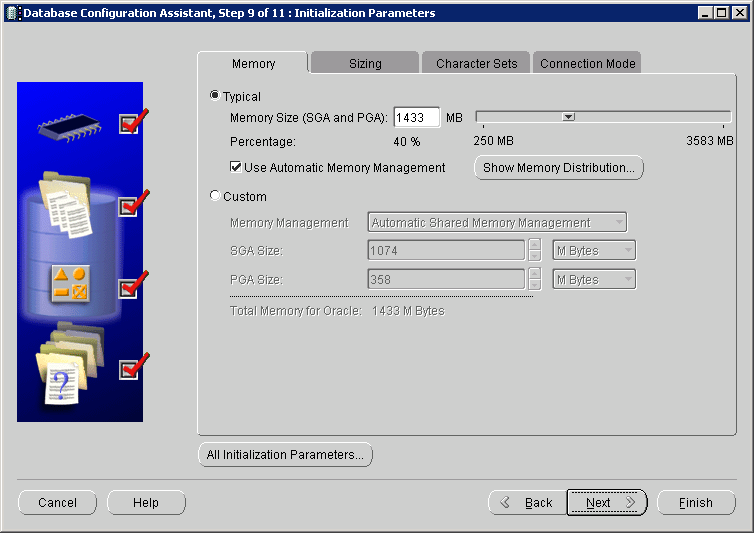 Database Configuration Assistant, Step 9 of 11 : Initialization Parameters
Memory Sizing Character Sets Connection Mode
Typical
Memory Size (SGA and PGA): 1433 MB
Percentage: 40 % 250 MB 3583 MB
Use Automatic Memory Management Show Memory Distribution...
Custom
Memory Management Automatic Shared Memory Management
SGA Size: 1074 M Bytes
PGA Size: 358 M Bytes
Total Memory for Oracle: 1433 M Bytes
?
All Initialization Parameters...
Cancel Help Back Next Finish